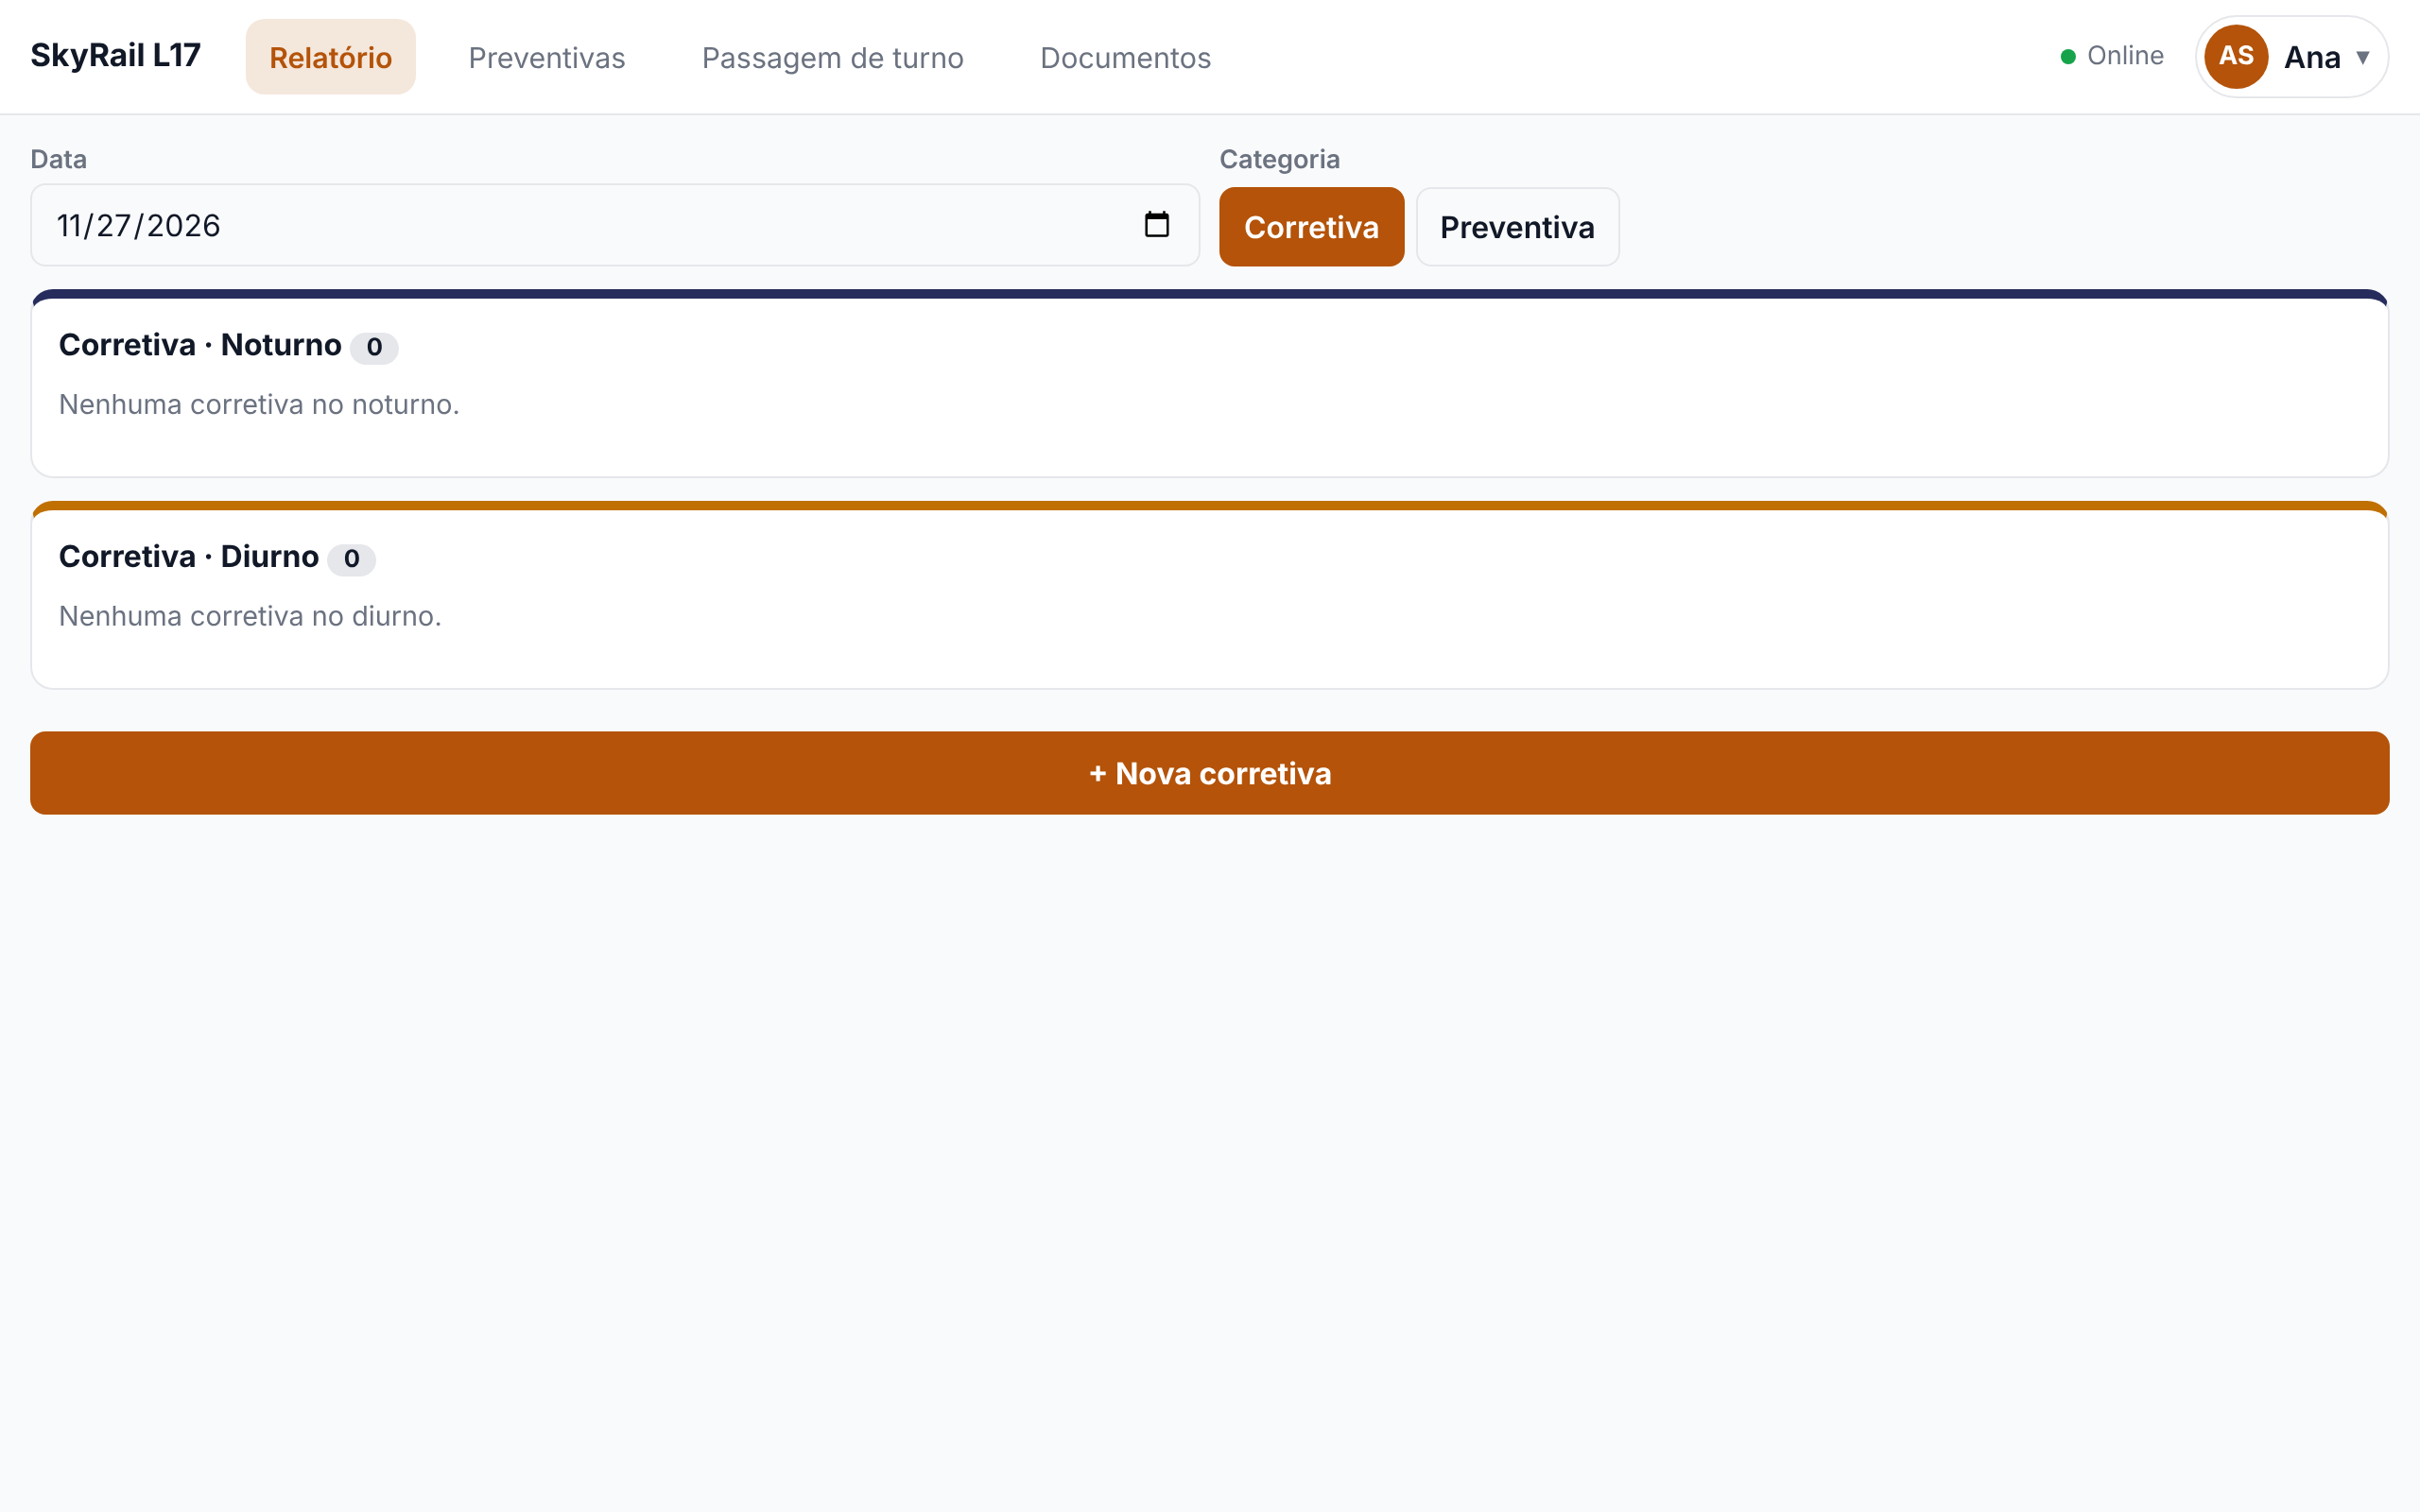 SkyRail L17 Relatório Preventivas Passagem de turno Documentos Online AS Ana ▼
Data Categoria
11/27/2026 Corretiva Preventiva
Corretiva · Noturno 0
Nenhuma corretiva no noturno.
Corretiva · Diurno 0
Nenhuma corretiva no diurno.
+ Nova corretiva